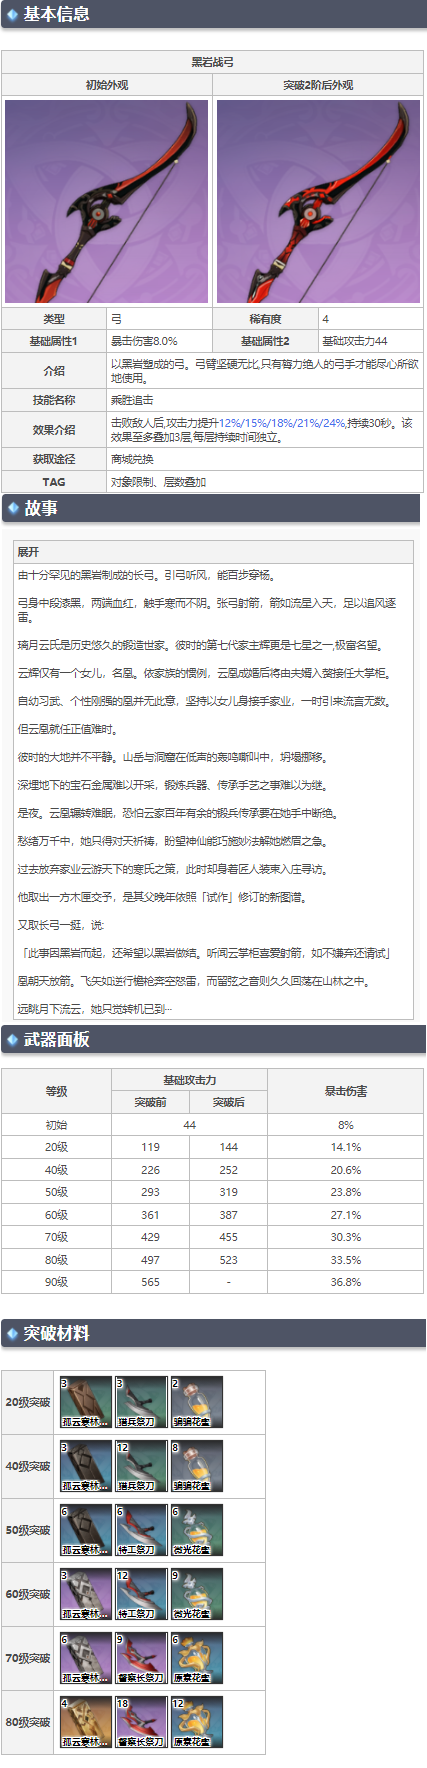 基本信息
黑岩战弓
初始外观 突破2阶后外观
类型 弓 稀有度 4
基础属性1 暴击伤害8.0% 基础属性2 基础攻击力44
介绍 以黑岩塑成的弓。弓臂坚硬无比,只有膂力绝人的弓手才能尽心所欲
地使用。
技能名称 乘胜追击
效果介绍 击败敌人后,攻击力提升12%/15%/18%/21%/24%,持续30秒。该
效果至多叠加3层,每层持续时间独立。
获取途径 商城兑换
TAG 对象限制、层数叠加
故事
展开
由十分罕见的黑岩制成的长弓。引弓听风，能百步穿杨。
弓身中段漆黑，两端血红，触手寒而不阴。张弓射箭，箭如流星入天，足以追风逐
雷。
璃月云氏是历史悠久的锻造世家。彼时的第七代家主辉更是七星之一,极富名望。
云辉仅有一个女儿，名凰。依家族的惯例，云凰成婚后将由夫婿入赘接任大掌柜。
自幼习武、个性刚强的凰并无此意，坚持以女儿身接手家业，一时引来流言无数。
但云凰就任正值难时。
彼时的大地并不平静。山岳与洞窟在低声的轰鸣嘶叫中，坍塌挪移。
深埋地下的宝石金属难以开采，锻炼兵器、传承手艺之事难以为继。
是夜。云凰辗转难眠，恐怕云家百年有余的锻兵传承要在她手中断绝。
愁绪万千中，她只得对天祈祷，盼望神仙能巧施妙法解她燃眉之急。
过去放弃家业云游天下的寒氏之策，此时却身着匠人装束入庄寻访。
他取出一方木匣交予，是其父晚年依照「试作」修订的新图谱。
又取长弓一挺，说:
「此事因黑岩而起，还希望以黑岩做结。听闻云掌柜喜爱射箭，如不嫌弃还请试」
凰朝天放箭。飞矢如逆行檐枪奔空怒雷，而留弦之音则久久回荡在山林之中。
远眺月下流云，她只觉转机已到···
武器面板
等级 基础攻击力 暴击伤害
突破前 突破后
初始 44 8%
20级 119 144 14.1%
40级 226 252 20.6%
50级 293 319 23.8%
60级 361 387 27.1%
70级 429 455 30.3%
80级 497 523 33.5%
90级 565 - 36.8%
突破材料
20级突破 3 孤云寒林... 3 猎兵祭刀 2 骗骗花蜜
40级突破 3 孤云寒林... 12 猎兵祭刀 8 骗骗花蜜
50级突破 6 孤云寒林... 6 特工祭刀 6 微光花蜜
60级突破 3 孤云寒林... 12 特工祭刀 9 微光花蜜
70级突破 6 孤云寒林... 9 督察长祭刀 6 原素花蜜
80级突破 4 孤云寒林... 18 督察长祭刀 12 原素花蜜